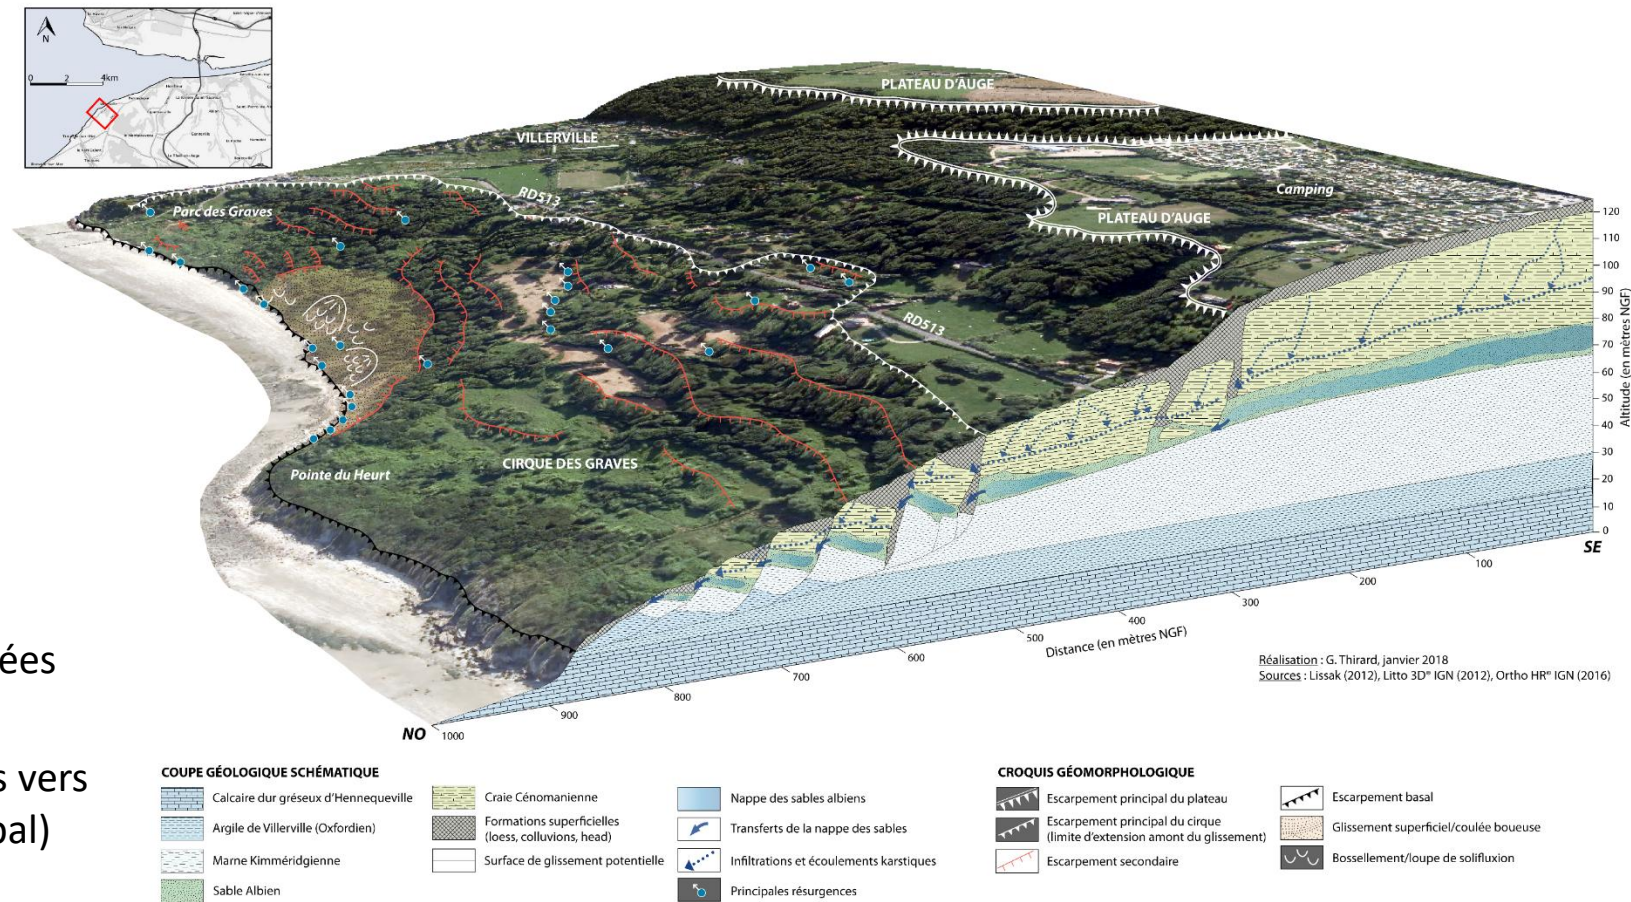 N
0 2 4km
PLATEAU D'AUGE
VILLERVILLE
Camping
RD513
Parc des Graves
PLATEAU D'AUGE
RD513
CIRQUE DES GRAVES
Pointe du Heurt
120
110
100
90
80
70
60
50
40
30
20
10
0
Altitude (en mètres NGF)
SE
100
200
300
400
500
600
700
800
900
1000
Distance (en mètres NGF)
NO
ées
s vers
pal)
Réalisation : G. Thirard, janvier 2018
Sources : Lissak (2012), Litto 3D® IGN (2012), Ortho HR® IGN (2016)
COUPE GÉOLOGIQUE SCHÉMATIQUE
Calcaire dur gréseux d'Hennequeville
Argile de Villerville (Oxfordien)
Marne Kimméridgienne
Sable Albien
Craie Cénomanienne
Formations superficielles
(loess, colluvions, head)
Surface de glissement potentielle
Nappe des sables albiens
Transferts de la nappe des sables
Infiltrations et écoulements karstiques
Principales résurgences
CROQUIS GÉOMORPHOLOGIQUE
Escarpement principal du plateau
Escarpement principal du cirque
(limite d'extension amont du glissement)
Escarpement secondaire
Escarpement basal
Glissement superficiel/coulée boueuse
Bossellement/loupe de solifluxion